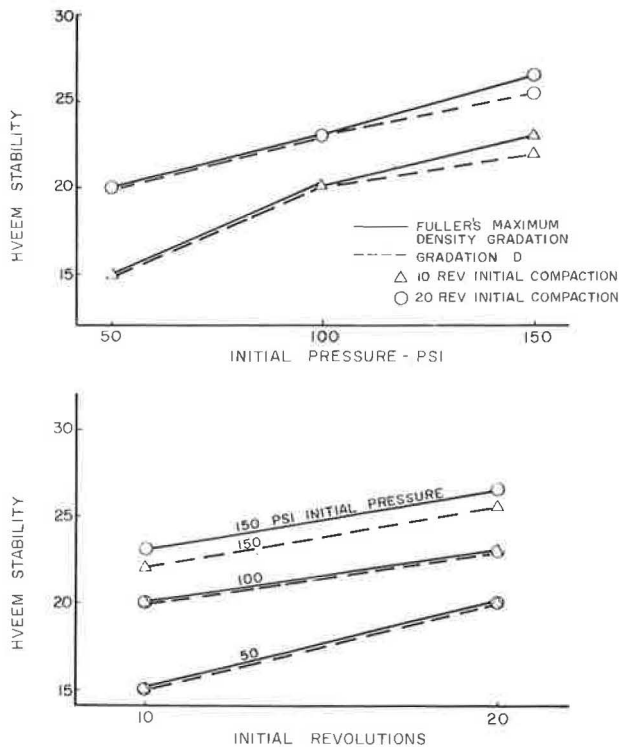 30
25
20
15
HVEEM STABILITY
FULLER'S MAXIMUM
DENSITY GRADATION
GRADATION D
10 REV INITIAL COMPACTION
20 REV INITIAL COMPACTION
50
100
150
INITIAL PRESSURE - PSI
30
25
20
15
HVEEM STABILITY
150 PSI INITIAL PRESSURE
150
100
50
10
20
INITIAL REVOLUTIONS